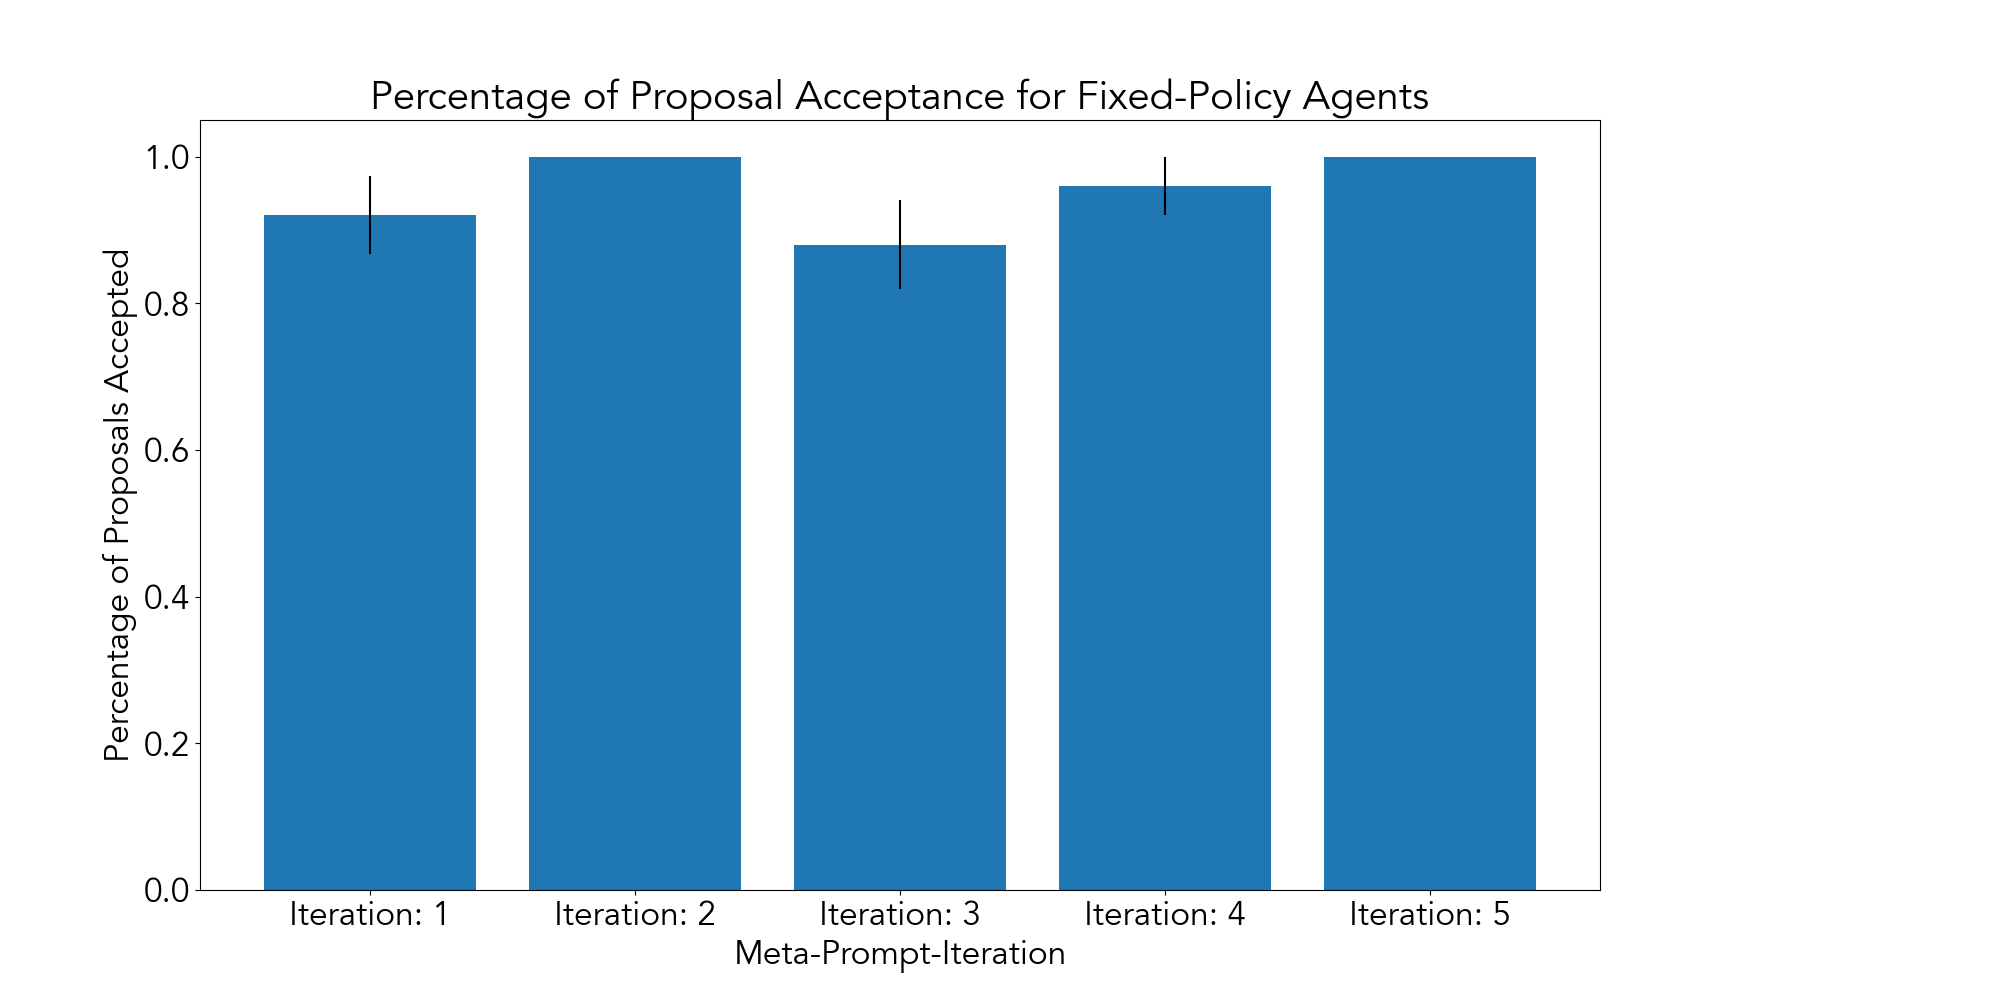 Percentage of Proposal Acceptance for Fixed-Policy Agents
Percentage of Proposals Accepted
1.0
0.8
0.6
0.4
0.2
0.0
Iteration: 1
Iteration: 2
Iteration: 3
Iteration: 4
Iteration: 5
Meta-Prompt-Iteration